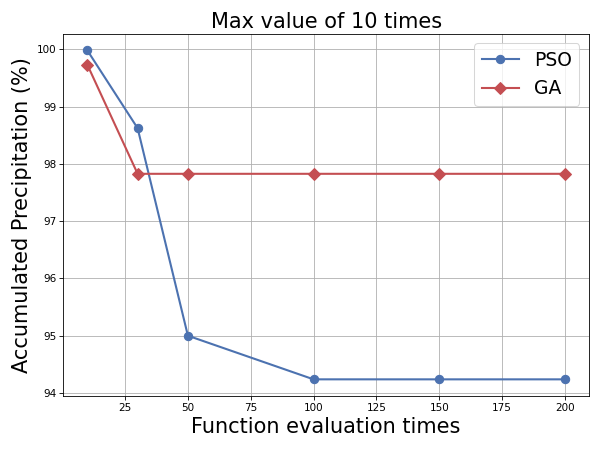 Max value of 10 times
Accumulated Precipitation (%)
100
99
98
97
96
95
94
PSO
GA
25 50 75 100 125 150 175 200
Function evaluation times